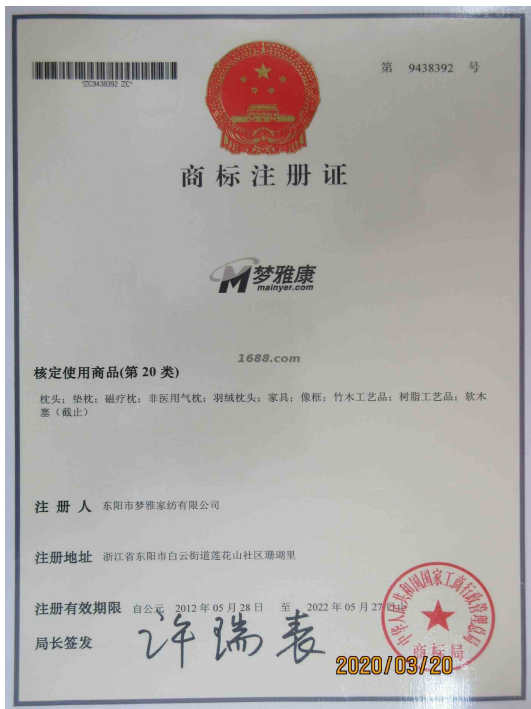 第 9438392 号
*ZC9438392 ZC*
商标注册证
M梦雅康
mainyer.com
1688.com
核定使用商品(第 20 类)
枕头；垫枕；磁疗枕；非医用气枕；羽绒枕头；家具；像框；竹木工艺品；树脂工艺品；软木
塞（截止）
注 册 人 东阳市梦雅家纺有限公司
注册地址 浙江省东阳市白云街道莲花山社区珊瑚里
注册有效期限 自公元 2012 年 05 月 28 日 至 2022 年 05 月 27 日止
局长签发 许瑞表
中华人民共和国国家工商行政管理总局
商标局
2020/03/20